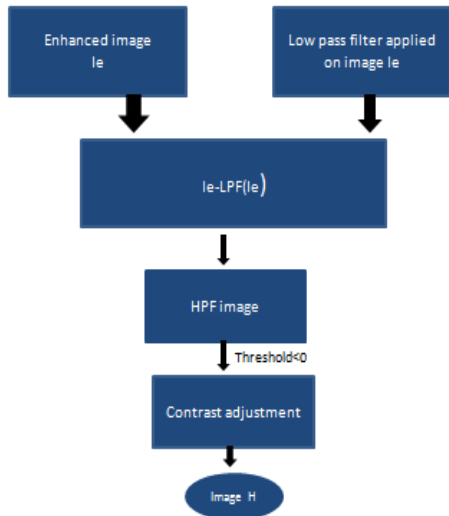 Enhanced image
Ie
Low pass filter applied
on image Ie
Ie-LPF(Ie)
HPF image
Threshold<0
Contrast adjustment
Image H